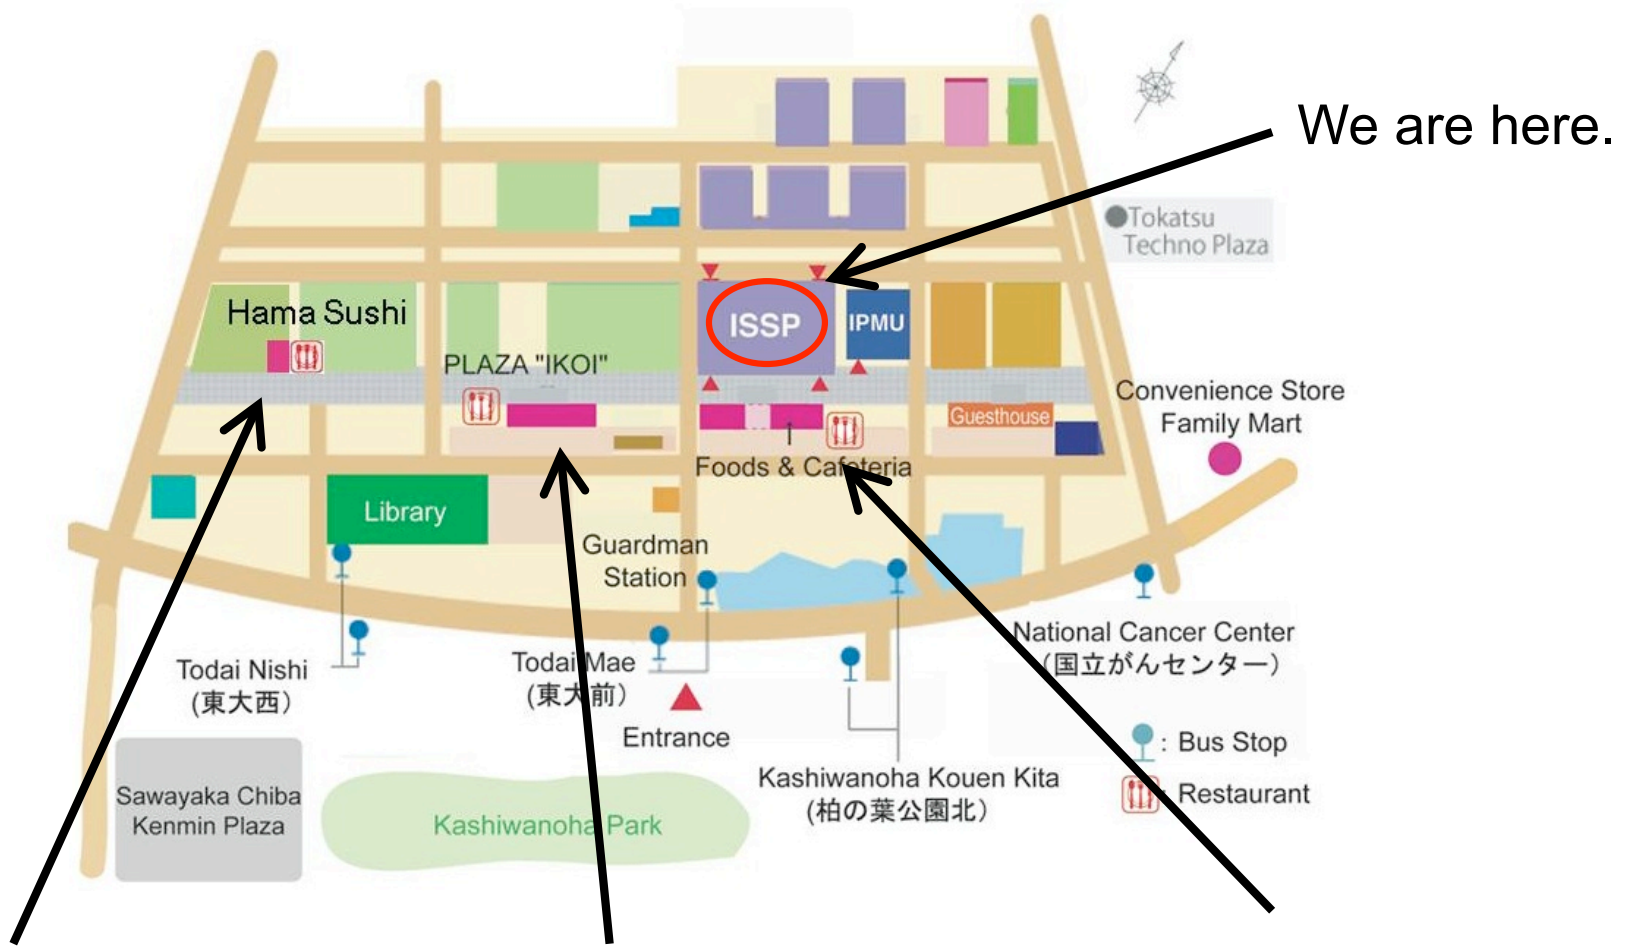 We are here.
Tokatsu
Techno Plaza
Hama Sushi
ISSP
IPMU
PLAZA "IKOI"
Convenience Store
Family Mart
Guesthouse
Foods & Cafeteria
Library
Guardman
Station
National Cancer Center
(国立がんセンター)
Todai Nishi
(東大西)
Todai Mae
(東大前)
Entrance
: Bus Stop
Kashiwanoha Kouen Kita
(柏の葉公園北)
: Restaurant
Sawayaka Chiba
Kenmin Plaza
Kashiwanoha Park